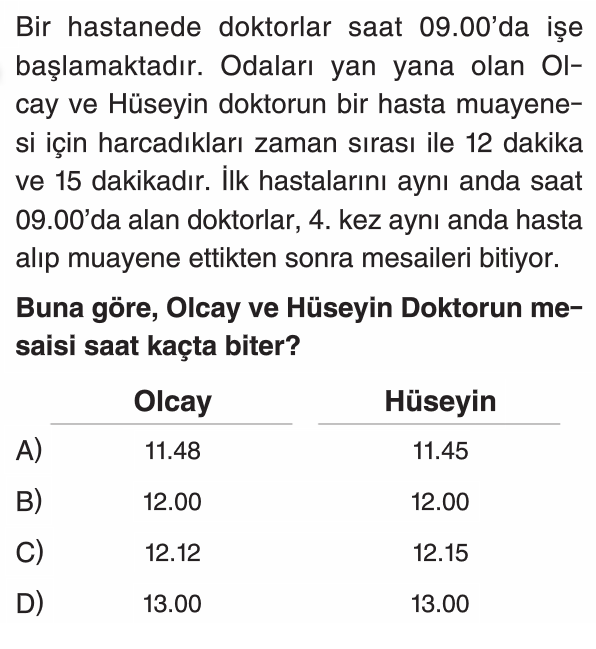 Bir hastanede doktorlar saat 09.00’da işe
başlamaktadır. Odaları yan yana olan Ol-
cay ve Hüseyin doktorun bir hasta muayene-
si için harcadıkları zaman sırası ile 12 dakika
ve 15 dakikadır. İlk hastalarını aynı anda saat
09.00’da alan doktorlar, 4. kez aynı anda hasta
alıp muayene ettikten sonra mesaileri bitiyor.
Buna göre, Olcay ve Hüseyin Doktorun me-
saisi saat kaçta biter?
Olcay Hüseyin
A) 11.48 11.45
B) 12.00 12.00
C) 12.12 12.15
D) 13.00 13.00